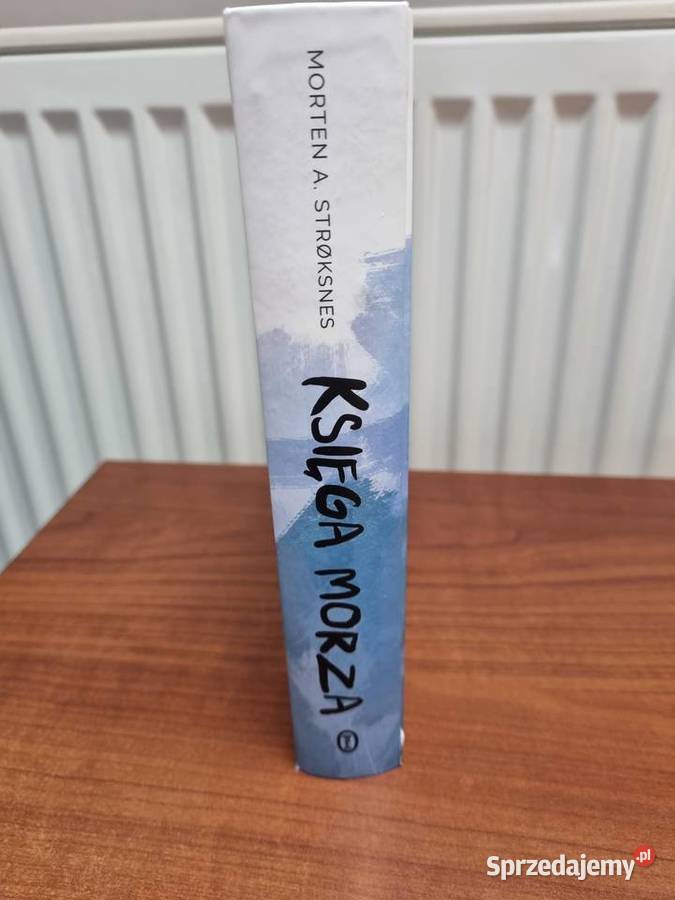 MORTEN A. STRØKSNES
KSIĘGA MORZA
Sprzedajemy.pl